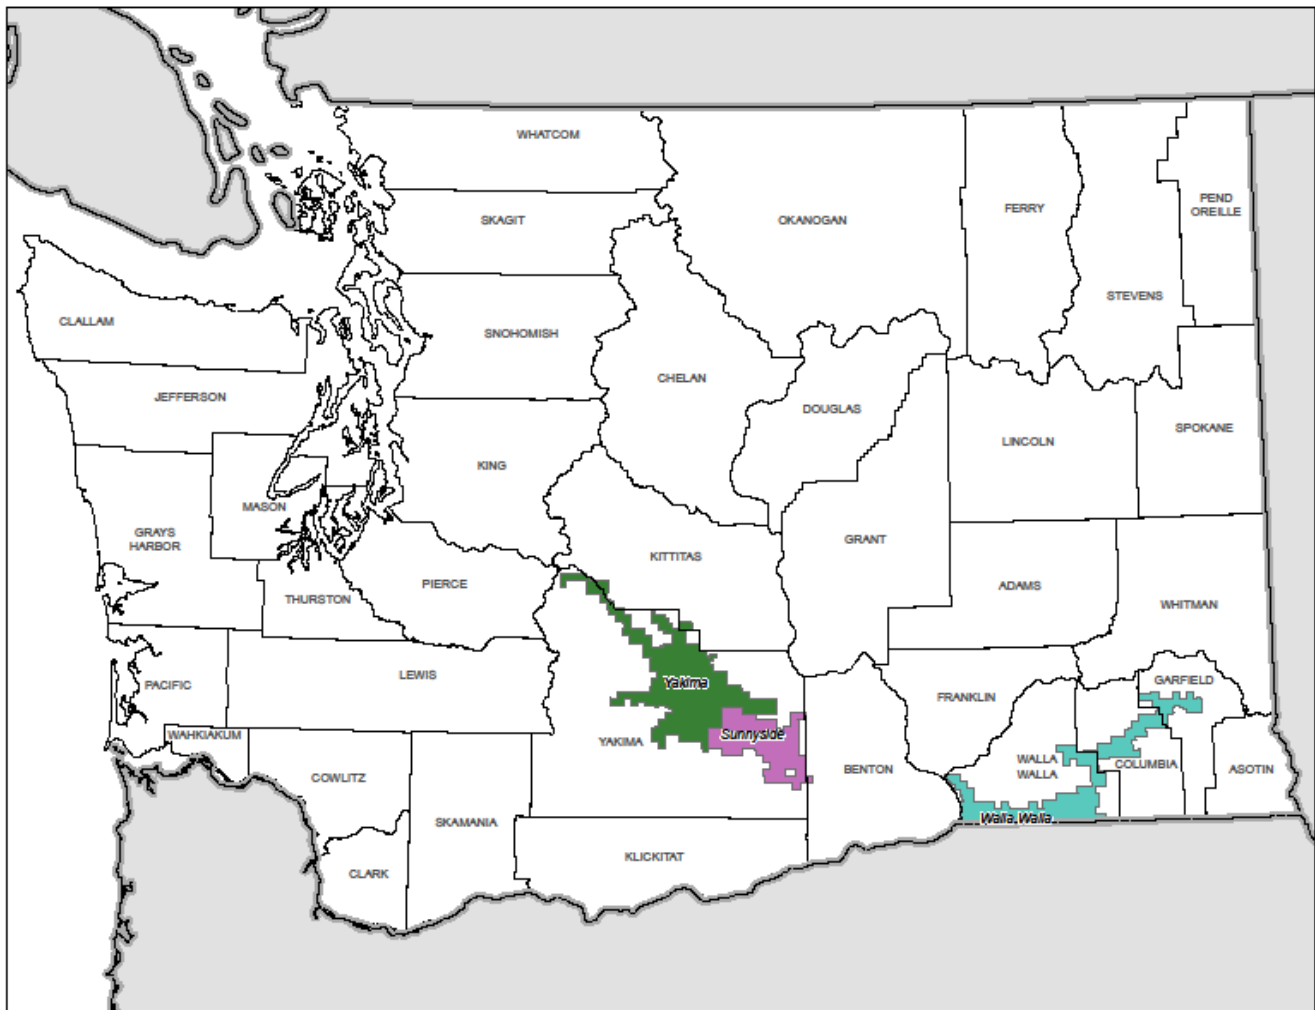 WHATCOM
PEND
OREILLE
FERRY
SKAGIT
OKANOGAN
STEVENS
CLALLAM
SNOHOMISH
CHELAN
JEFFERSON
DOUGLAS
SPOKANE
LINCOLN
KING
MASON
GRAYS
HARBOR
GRANT
KITTITAS
PIERCE
ADAMS
THURSTON
WHITMAN
LEWIS
GARFIELD
PACIFIC
Yakima
FRANKLIN
WAHKIAKUM
Sunnyside
YAKIMA
WALLA
WALLA
COLUMBIA
BENTON
ASOTIN
COWLITZ
SKAMANIA
Walla Walla
KLICKITAT
CLARK